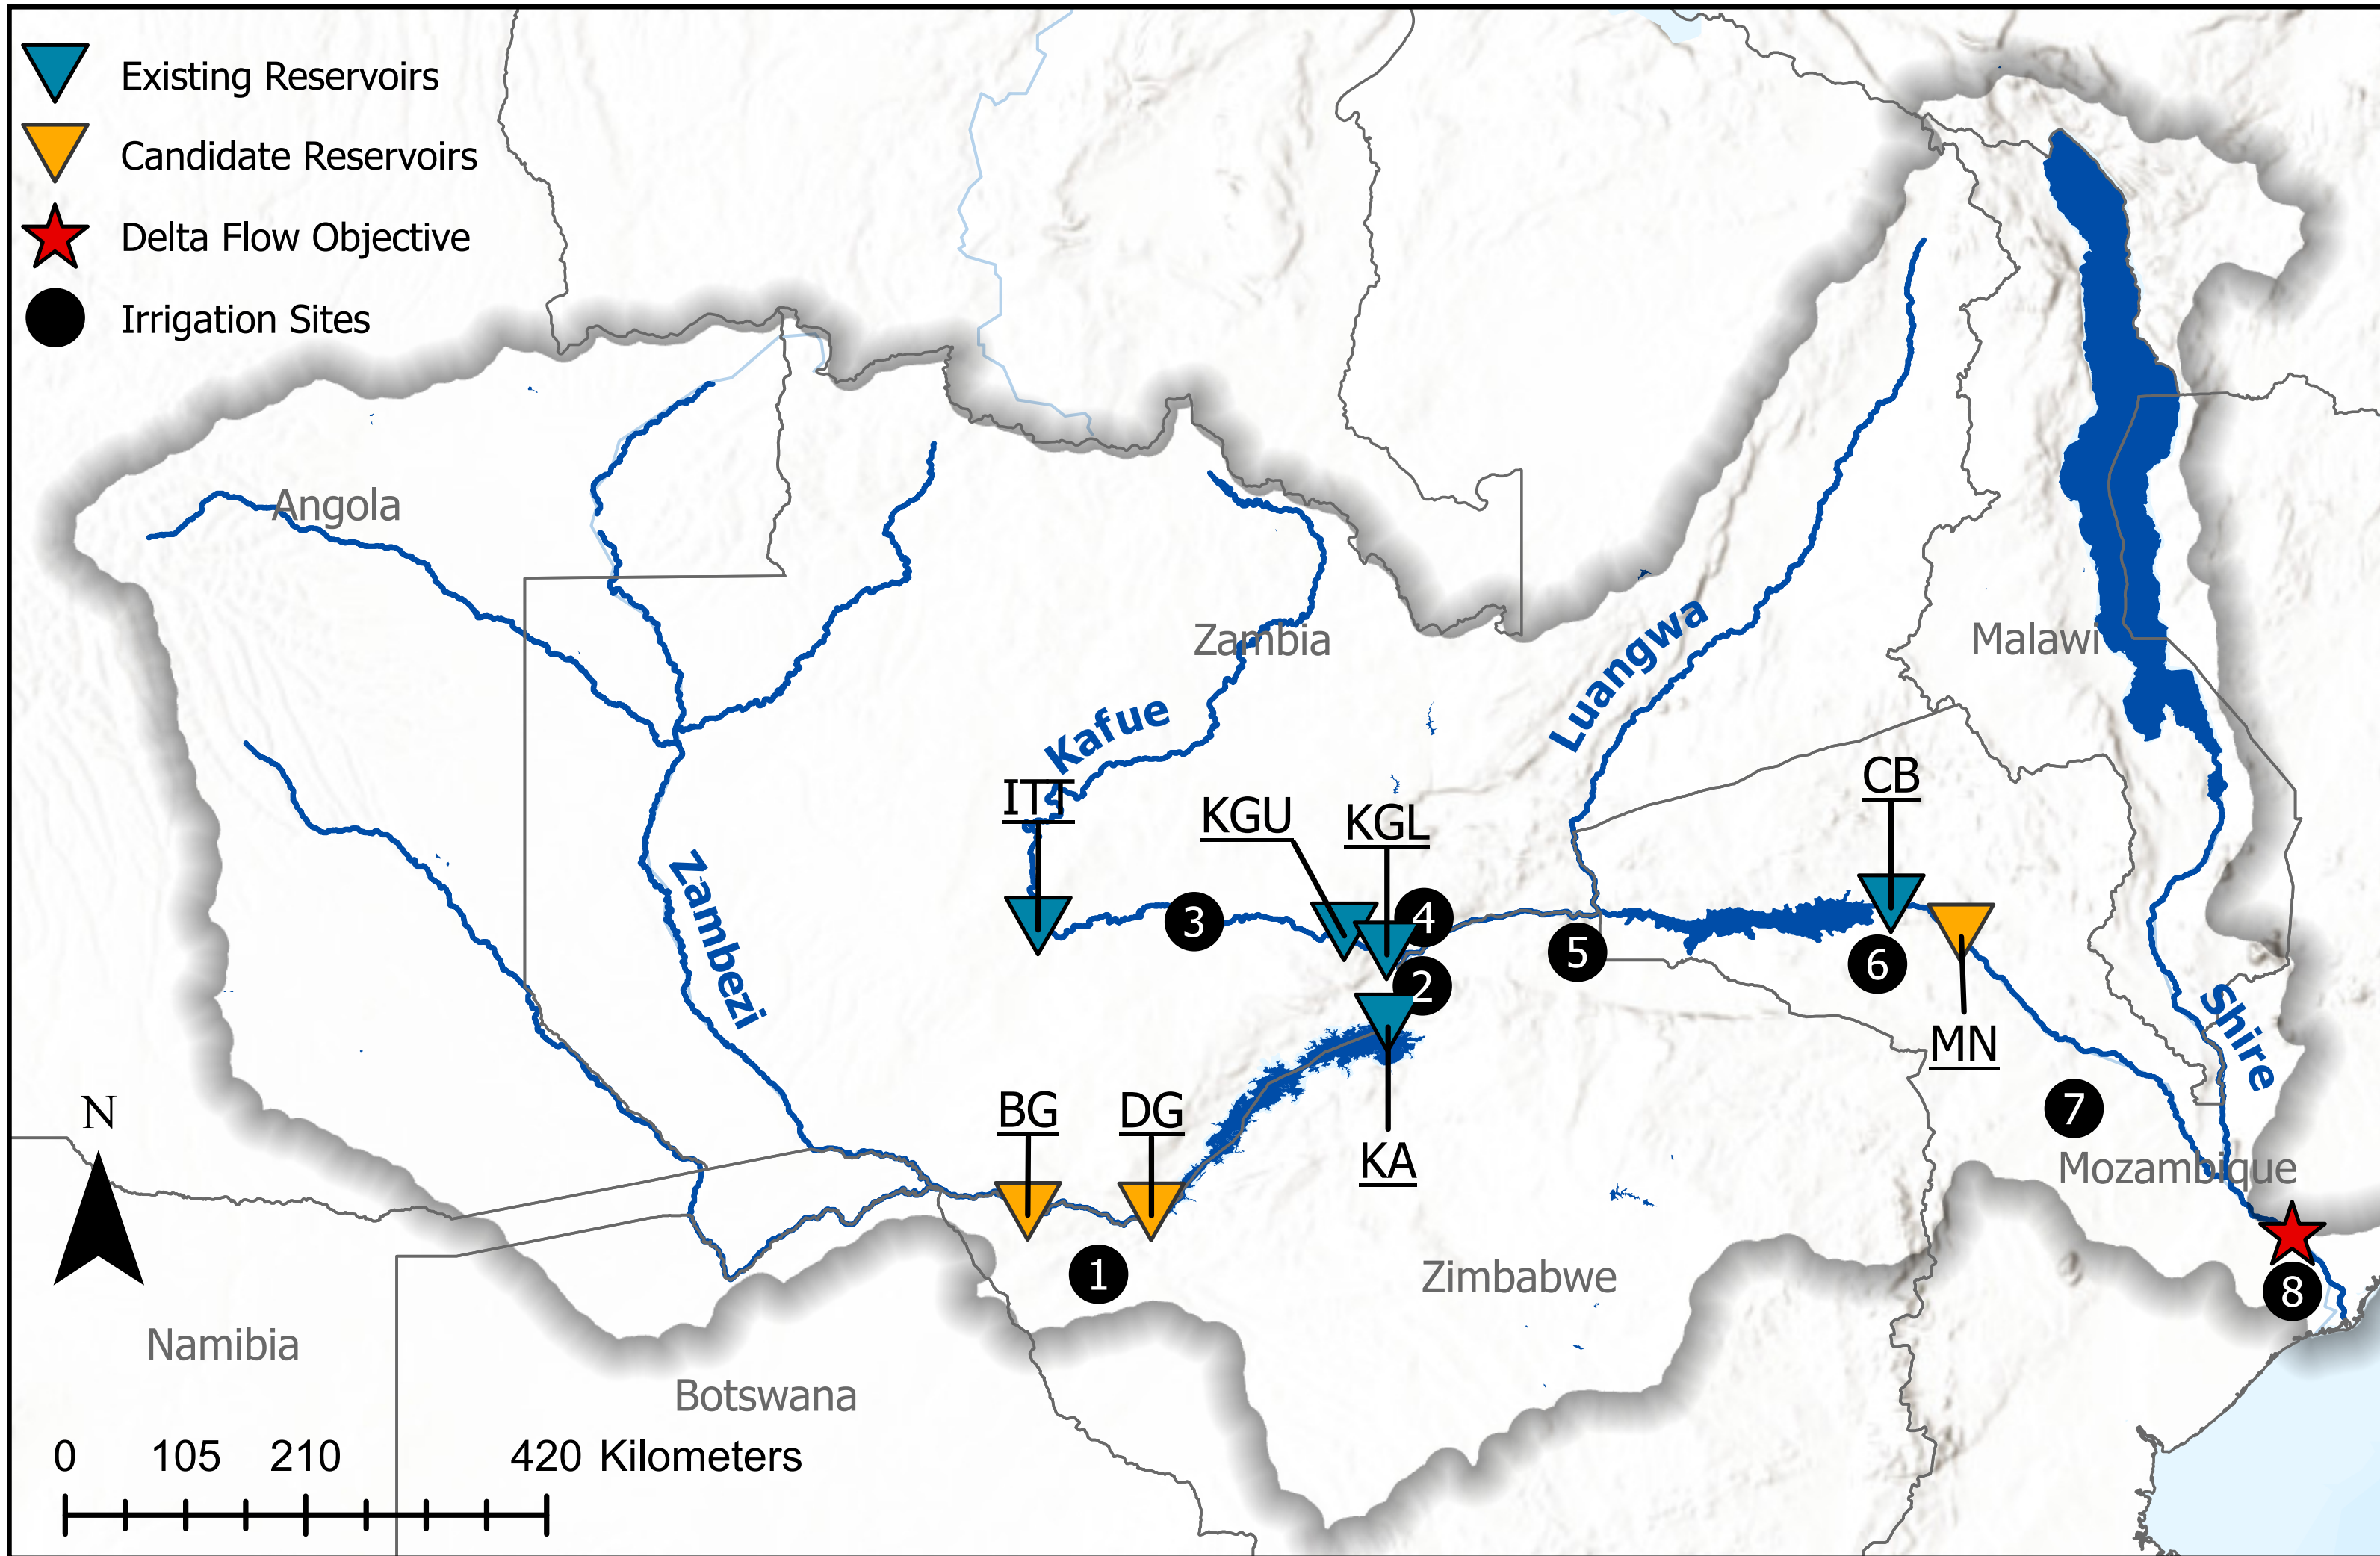 Existing Reservoirs
Candidate Reservoirs
Delta Flow Objective
Irrigation Sites
Angola
Zambia
Malawi
Luangwa
Kafue
ITT
KGU
KGL
CB
Zambezi
3
4
5
6
2
MN
Shire
N
BG
DG
KA
7
Mozambique
1
Zimbabwe
8
Namibia
Botswana
0 105 210 420 Kilometers